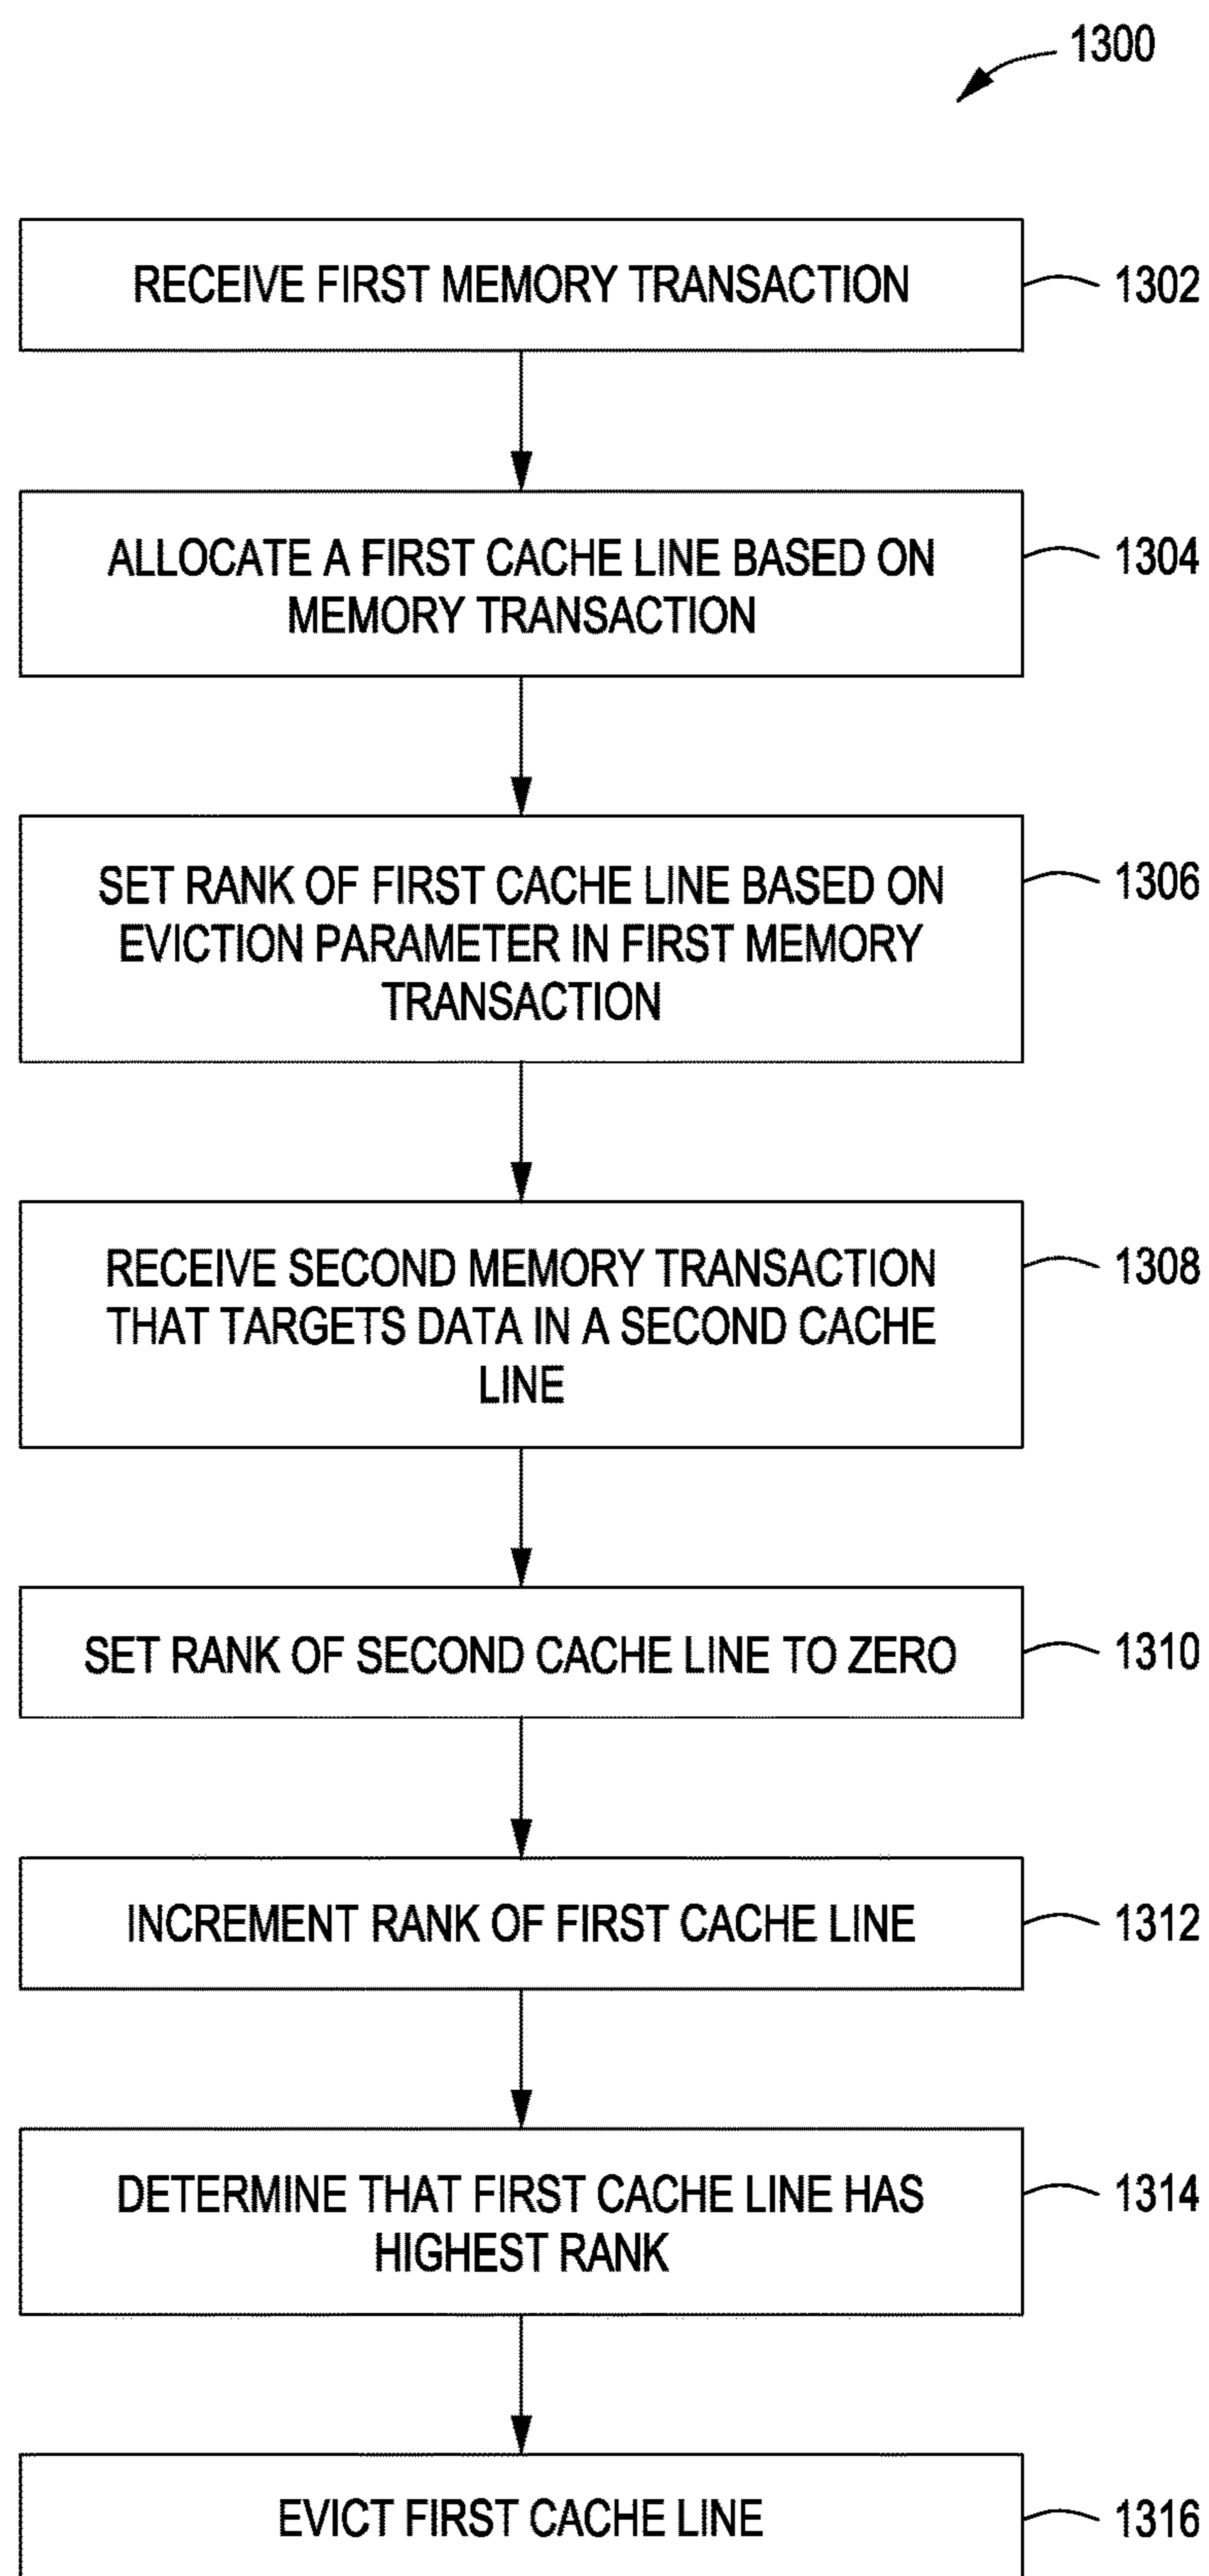 1300
RECEIVE FIRST MEMORY TRANSACTION
1302
ALLOCATE A FIRST CACHE LINE BASED ON
MEMORY TRANSACTION
1304
SET RANK OF FIRST CACHE LINE BASED ON
EVICTION PARAMETER IN FIRST MEMORY
TRANSACTION
1306
RECEIVE SECOND MEMORY TRANSACTION
THAT TARGETS DATA IN A SECOND CACHE
LINE
1308
SET RANK OF SECOND CACHE LINE TO ZERO
1310
INCREMENT RANK OF FIRST CACHE LINE
1312
DETERMINE THAT FIRST CACHE LINE HAS
HIGHEST RANK
1314
EVICT FIRST CACHE LINE
1316